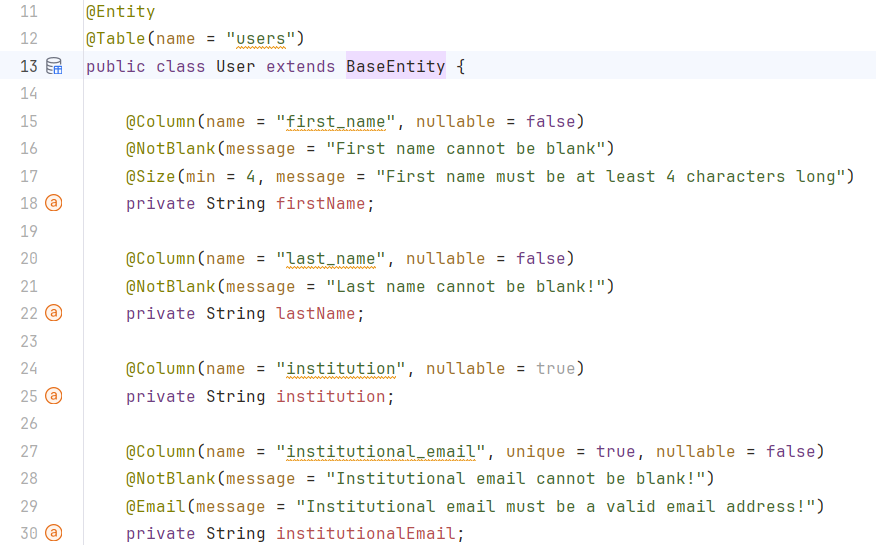 11 @Entity
12 @Table(name = "users")
13 public class User extends BaseEntity {
14
15 @Column(name = "first_name", nullable = false)
16 @NotBlank(message = "First name cannot be blank")
17 @Size(min = 4, message = "First name must be at least 4 characters long")
18 a private String firstName;
19
20 @Column(name = "last_name", nullable = false)
21 @NotBlank(message = "Last name cannot be blank!")
22 a private String lastName;
23
24 @Column(name = "institution", nullable = true)
25 a private String institution;
26
27 @Column(name = "institutional_email", unique = true, nullable = false)
28 @NotBlank(message = "Institutional email cannot be blank!")
29 @Email(message = "Institutional email must be a valid email address!")
30 a private String institutionalEmail;